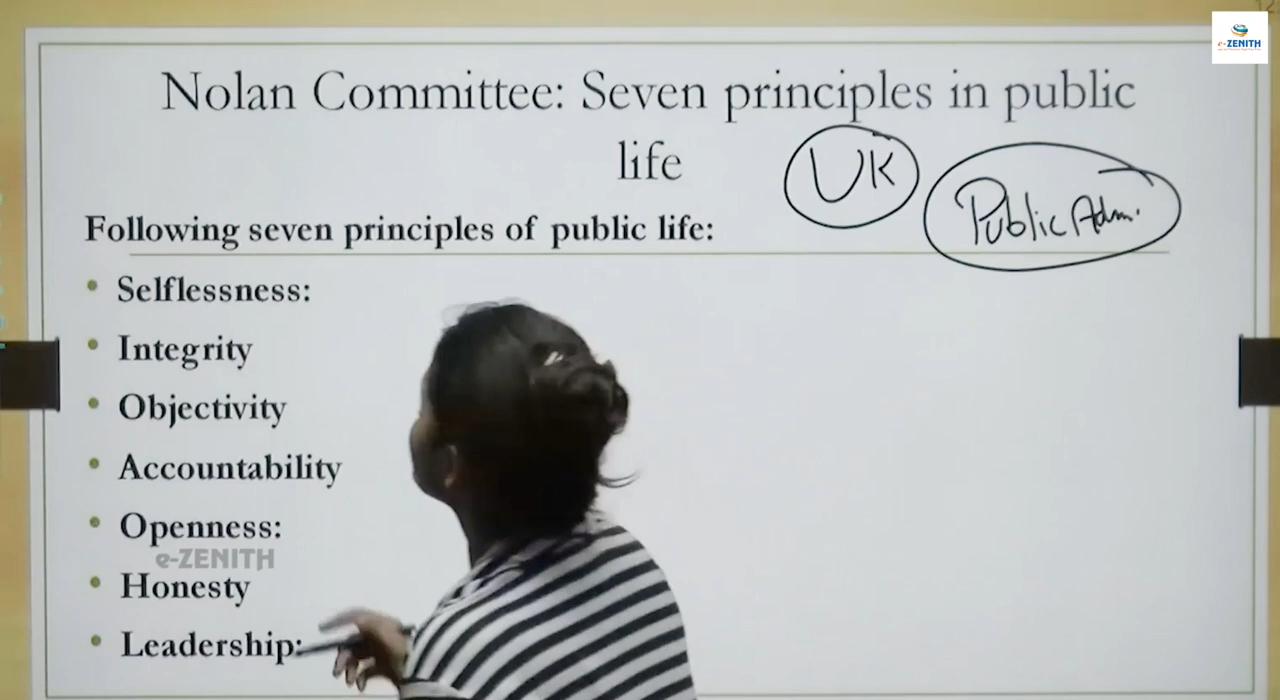 e-ZENITH
Nolan Committee: Seven principles in public
life
UK
Public Adm.
Following seven principles of public life:
• Selflessness:
• Integrity
• Objectivity
• Accountability
• Openness:
e-ZENITH
• Honesty
• Leadership: